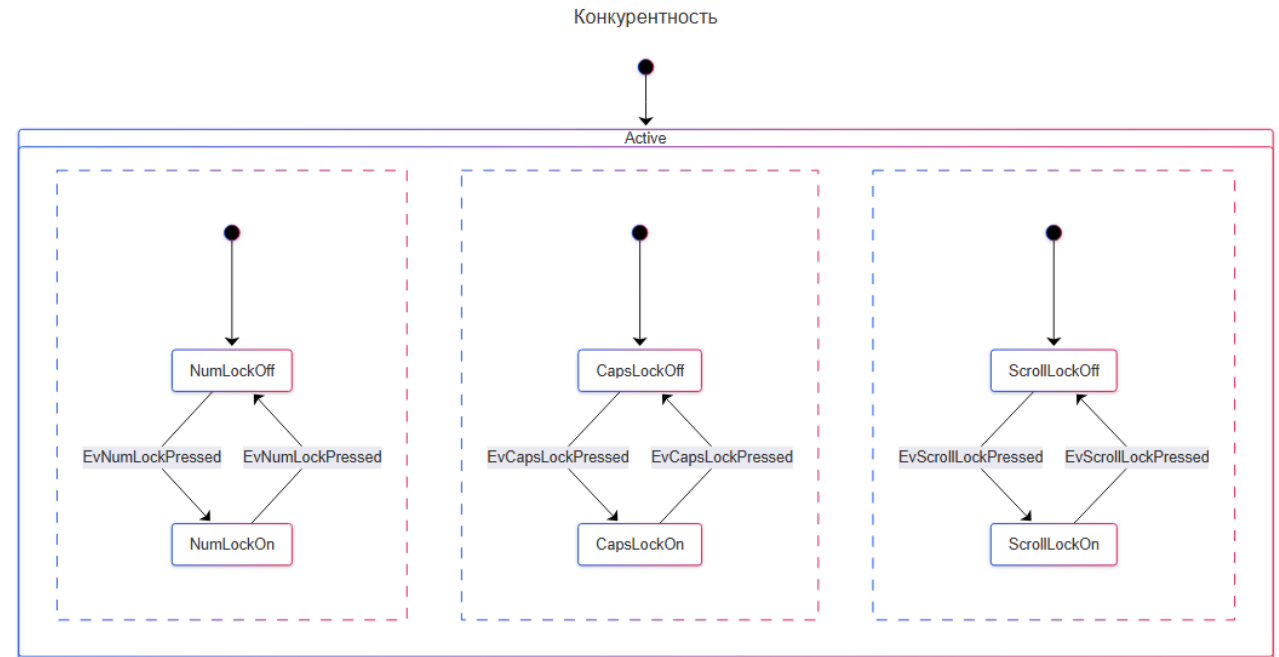 Конкурентность
Active
NumLockOff
CapsLockOff
ScrollLockOff
EvNumLockPressed
EvNumLockPressed
EvCapsLockPressed
EvCapsLockPressed
EvScrollLockPressed
EvScrollLockPressed
NumLockOn
CapsLockOn
ScrollLockOn